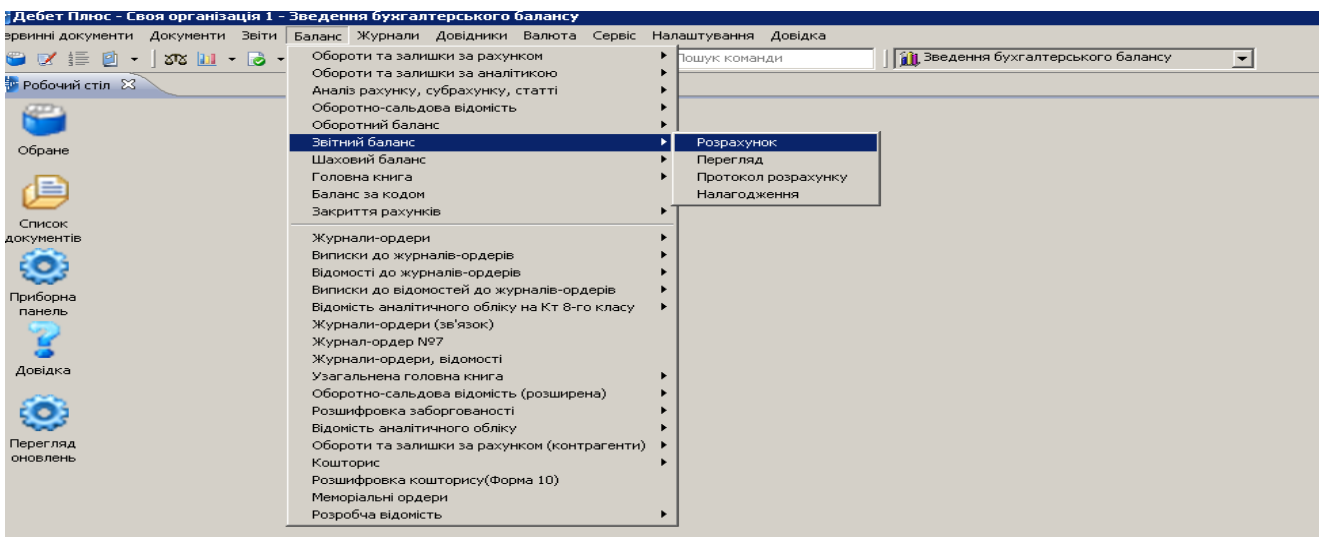 Дебет Плюс - Своя організація 1 - Зведення бухгалтерського балансу
ервинні документи Документи Звіти Баланс Журнали Довідники Валюта Сервіс Налаштування Довідка
Пошук команди Зведення бухгалтерського балансу
Робочий стіл
Обране
Список
документів
Приборна
панель
Довідка
Перегляд
оновлень
Обороти та залишки за рахунком
Обороти та залишки за аналітикою
Аналіз рахунку, субрахунку, статті
Оборотно-сальдова відомість
Оборотний баланс
Звітний баланс
Шаховий баланс
Головна книга
Баланс за кодом
Закриття рахунків
Журнали-ордери
Виписки до журналів-ордерів
Відомості до журналів-ордерів
Виписки до відомостей до журналів-ордерів
Відомість аналітичного обліку на Кт 8-го класу
Журнали-ордери (зв'язок)
Журнал-ордер №7
Журнали-ордери, відомості
Узагальнена головна книга
Оборотно-сальдова відомість (розширена)
Розшифровка заборгованості
Відомість аналітичного обліку
Обороти та залишки за рахунком (контрагенти)
Кошторис
Розшифровка кошторису(Форма 10)
Меморіальні ордери
Розробча відомість
Розрахунок
Перегляд
Протокол розрахунку
Налагодження